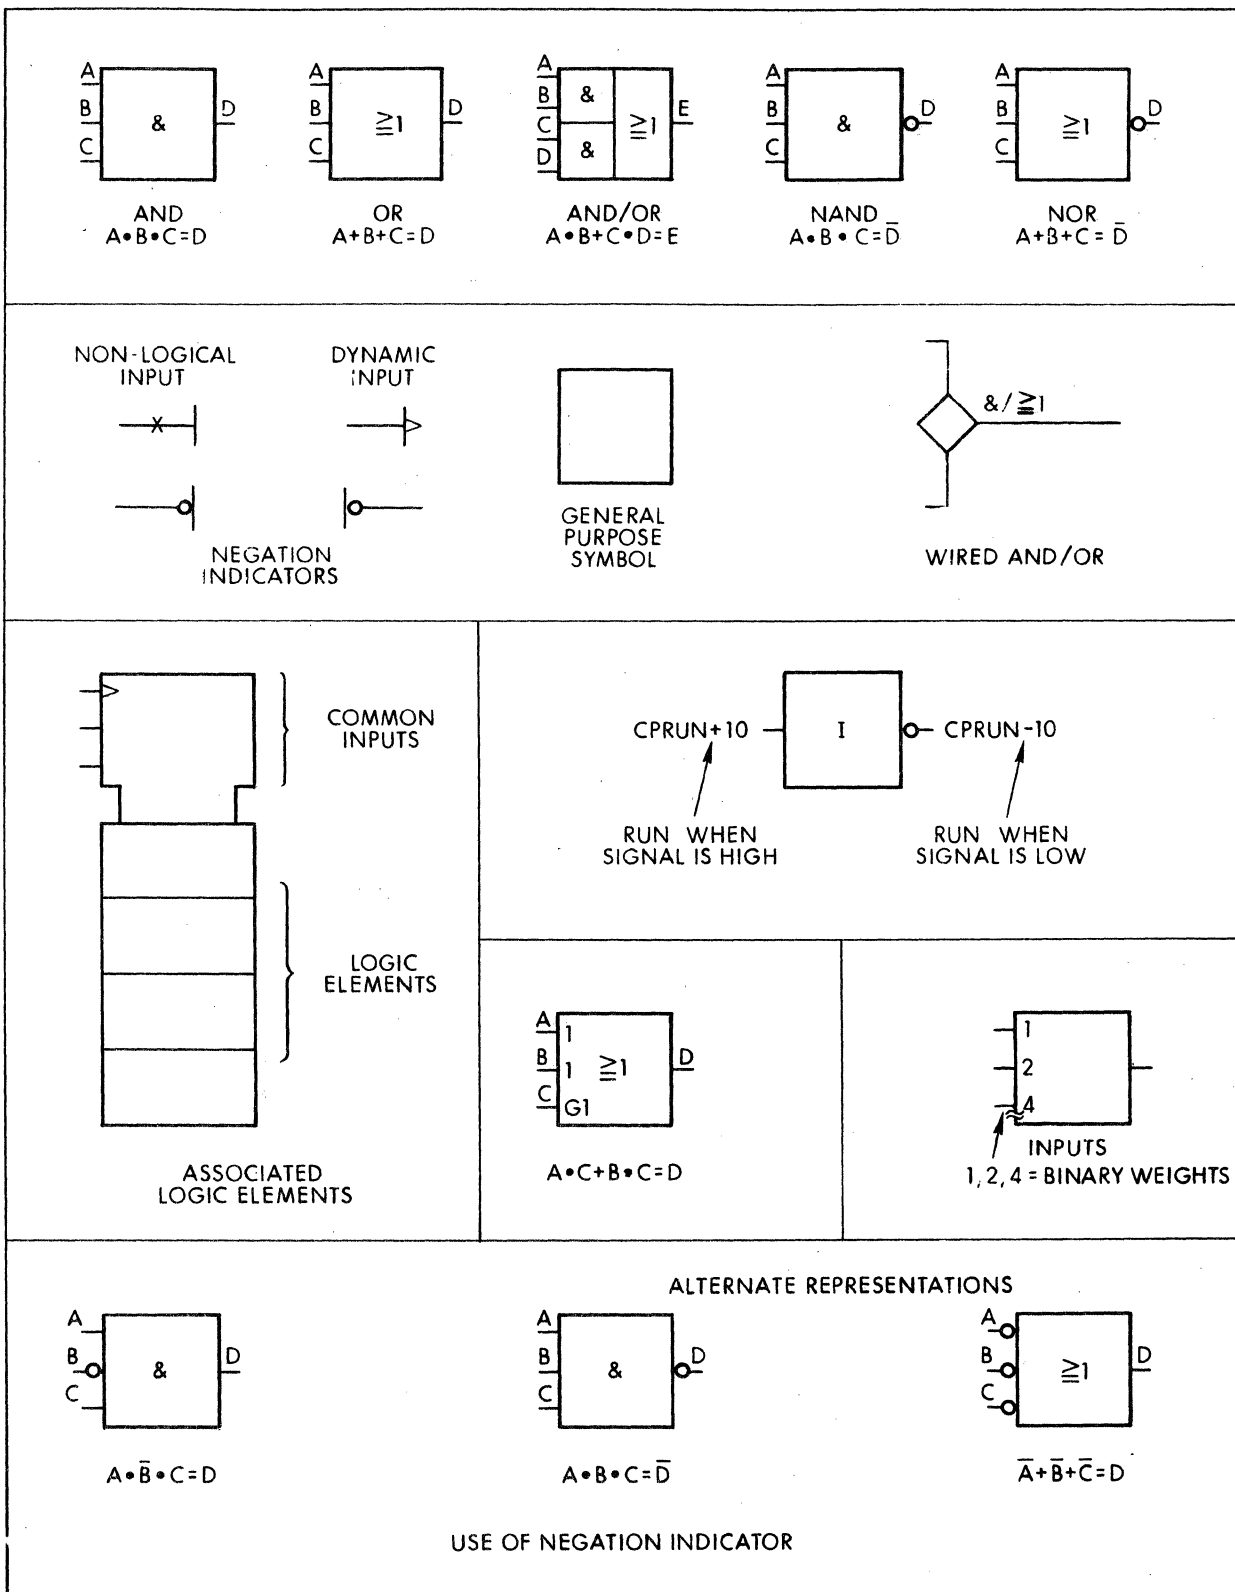 A
B
C
&
D
AND
A•B•C=D
A
B
C
≧1
D
OR
A+B+C=D
A
B
C
D
&
&
≧1
E
AND/OR
A•B+C•D=E
A
B
C
&
D
NAND
A•B•C=D̄
A
B
C
≧1
D
NOR
A+B+C=D̄
NON-LOGICAL
INPUT
X
DYNAMIC
INPUT
NEGATION
INDICATORS
GENERAL
PURPOSE
SYMBOL
&/≧1
WIRED AND/OR
COMMON
INPUTS
LOGIC
ELEMENTS
ASSOCIATED
LOGIC ELEMENTS
CPRUN+10
I
CPRUN-10
RUN WHEN
SIGNAL IS HIGH
RUN WHEN
SIGNAL IS LOW
A
B
C
1
1
G1
≧1
D
A•C+B•C=D
1
2
4
INPUTS
1,2,4=BINARY WEIGHTS
ALTERNATE REPRESENTATIONS
A
B
C
&
D
A•B̄•C=D
A
B
C
&
D
A•B•C=D̄
A
B
C
≧1
D
Ā+B̄+C̄=D
USE OF NEGATION INDICATOR